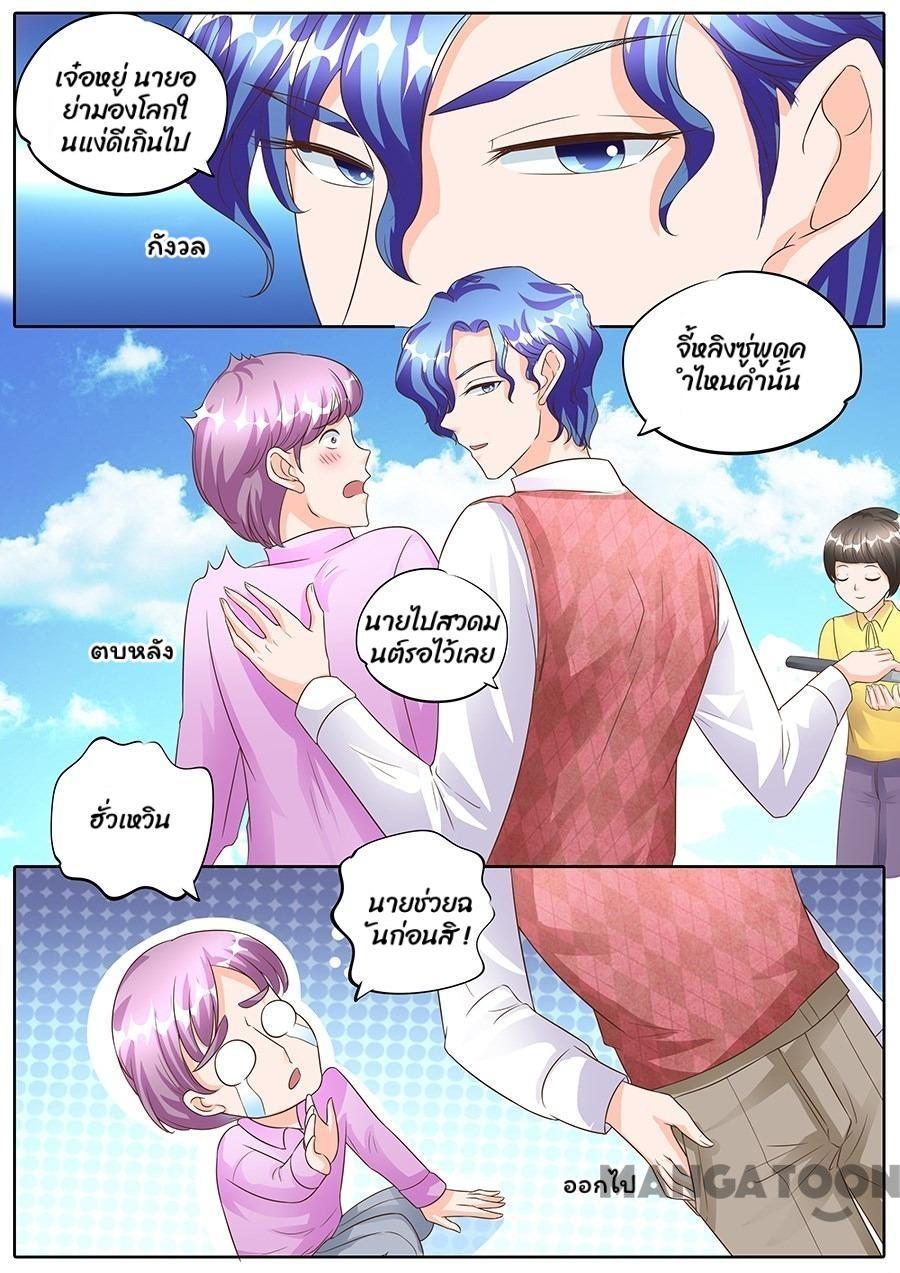 เจ๋อหยู่ นายอ
ย่ามองโลกใ
นแง่ดีเกินไป
กังวล
จี้หลิงซู่พูดค
ำไหนคำนั้น
นายไปสวดม
นต์รอไว้เลย
ตบหลัง
ฮั่วเหวิน
นายช่วยฉ
ันก่อนสิ !
ออกไป
MANGATOON